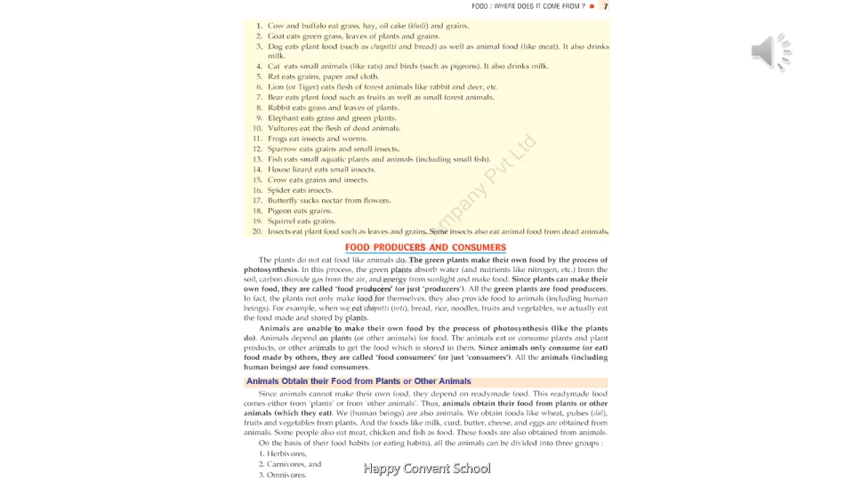 FOOD : WHERE DOES IT COME FROM ? ■ 7
1. Cow and buffalo eat grass, hay, oil cake (khali) and grains.
2. Goat eats green grass, leaves of plants and grains.
3. Dog eats plant food (such as chapatti and bread) as well as animal food (like meat). It also drinks
milk.
4. Cat eats small animals (like rats) and birds (such as pigeons). It also drinks milk.
5. Rat eats grains, paper and cloth.
6. Lion (or Tiger) eats flesh of forest animals like rabbit and deer, etc.
7. Bear eats plant food such as fruits as well as small forest animals.
8. Rabbit eats grass and leaves of plants.
9. Elephant eats grass and green plants.
10. Vultures eat the flesh of dead animals.
11. Frogs eat insects and worms.
12. Sparrow eats grains and small insects.
13. Fish eats small aquatic plants and animals (including small fish).
14. House lizard eats small insects.
15. Crow eats grains and insects.
16. Spider eats insects.
17. Butterfly sucks nectar from flowers.
18. Pigeon eats grains.
19. Squirrel eats grains.
20. Insects eat plant food such as leaves and grains. Some insects also eat animal food from dead animals.
FOOD PRODUCERS AND CONSUMERS
The plants do not eat food like animals do. The green plants make their own food by the process of
photosynthesis. In this process, the green plants absorb water (and nutrients like nitrogen, etc.) from the
soil, carbon dioxide gas from the air, and energy from sunlight and make food. Since plants can make their
own food, they are called 'food producers' (or just 'producers'). All the green plants are food producers.
In fact, the plants not only make food for themselves, they also provide food to animals (including human
beings). For example, when we eat chapatti (roti), bread, rice, noodles, fruits and vegetables, we actually eat
the food made and stored by plants.
Animals are unable to make their own food by the process of photosynthesis (like the plants
do). Animals depend on plants (or other animals) for food. The animals eat or consume plants and plant
products, or other animals to get the food which is stored in them. Since animals only consume (or eat)
food made by others, they are called 'food consumers' (or just 'consumers'). All the animals (including
human beings) are food consumers.
Animals Obtain their Food from Plants or Other Animals
Since animals cannot make their own food, they depend on readymade food. This readymade food
comes either from 'plants' or from 'other animals'. Thus, animals obtain their food from plants or other
animals (which they eat). We (human beings) are also animals. We obtain foods like wheat, pulses (dal),
fruits and vegetables from plants. And the foods like milk, curd, butter, cheese, and eggs are obtained from
animals. Some people also eat meat, chicken and fish as food. These foods are also obtained from animals.
On the basis of their food habits (or eating habits), all the animals can be divided into three groups :
1. Herbivores,
2. Carnivores, and
3. Omnivores.
Happy Convent School
Company Pvt Ltd